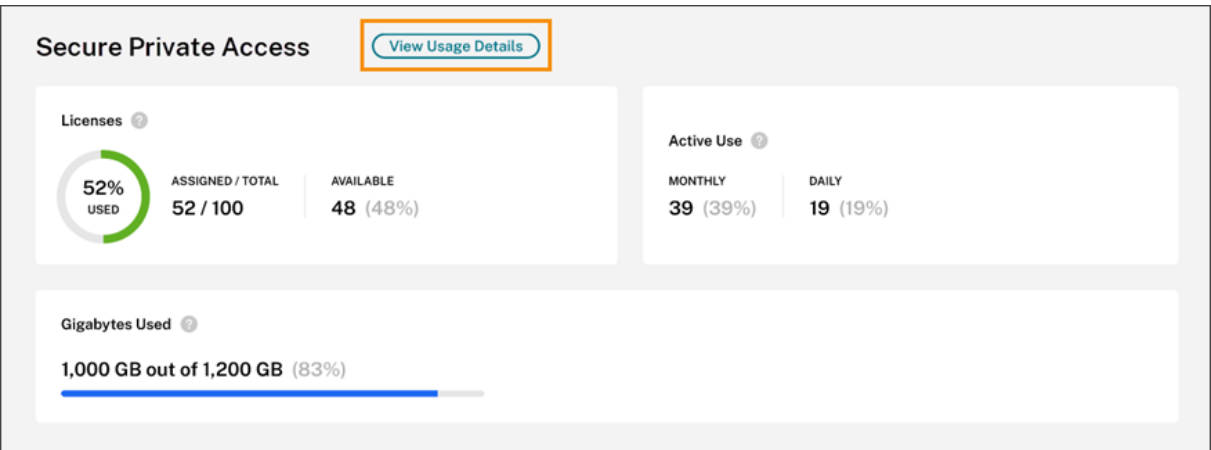 Secure Private Access
View Usage Details
Licenses ?
52%
USED
ASSIGNED / TOTAL
52 / 100
AVAILABLE
48 (48%)
Active Use ?
MONTHLY
39 (39%)
DAILY
19 (19%)
Gigabytes Used ?
1,000 GB out of 1,200 GB (83%)